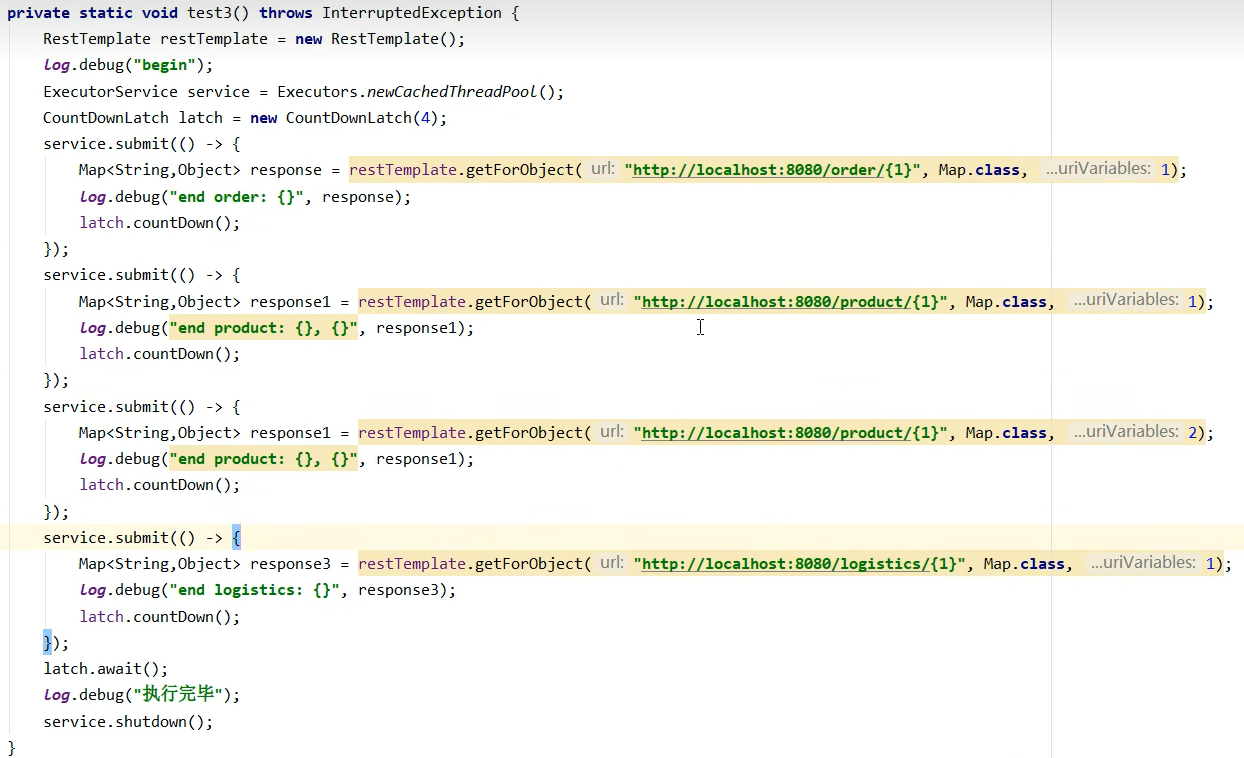 private static void test3() throws InterruptedException {
    RestTemplate restTemplate = new RestTemplate();
    log.debug("begin");
    ExecutorService service = Executors.newCachedThreadPool();
    CountDownLatch latch = new CountDownLatch(4);
    service.submit(() -> {
        Map<String,Object> response = restTemplate.getForObject( url: "http://localhost:8080/order/{1}", Map.class, ...uriVariables: 1);
        log.debug("end order: {}", response);
        latch.countDown();
    });
    service.submit(() -> {
        Map<String,Object> response1 = restTemplate.getForObject( url: "http://localhost:8080/product/{1}", Map.class, ...uriVariables: 1);
        log.debug("end product: {}, {}", response1);
        latch.countDown();
    });
    service.submit(() -> {
        Map<String,Object> response1 = restTemplate.getForObject( url: "http://localhost:8080/product/{1}", Map.class, ...uriVariables: 2);
        log.debug("end product: {}, {}", response1);
        latch.countDown();
    });
    service.submit(() -> {
        Map<String,Object> response3 = restTemplate.getForObject( url: "http://localhost:8080/logistics/{1}", Map.class, ...uriVariables: 1);
        log.debug("end logistics: {}", response3);
        latch.countDown();
    });
    latch.await();
    log.debug("执行完毕");
    service.shutdown();
}